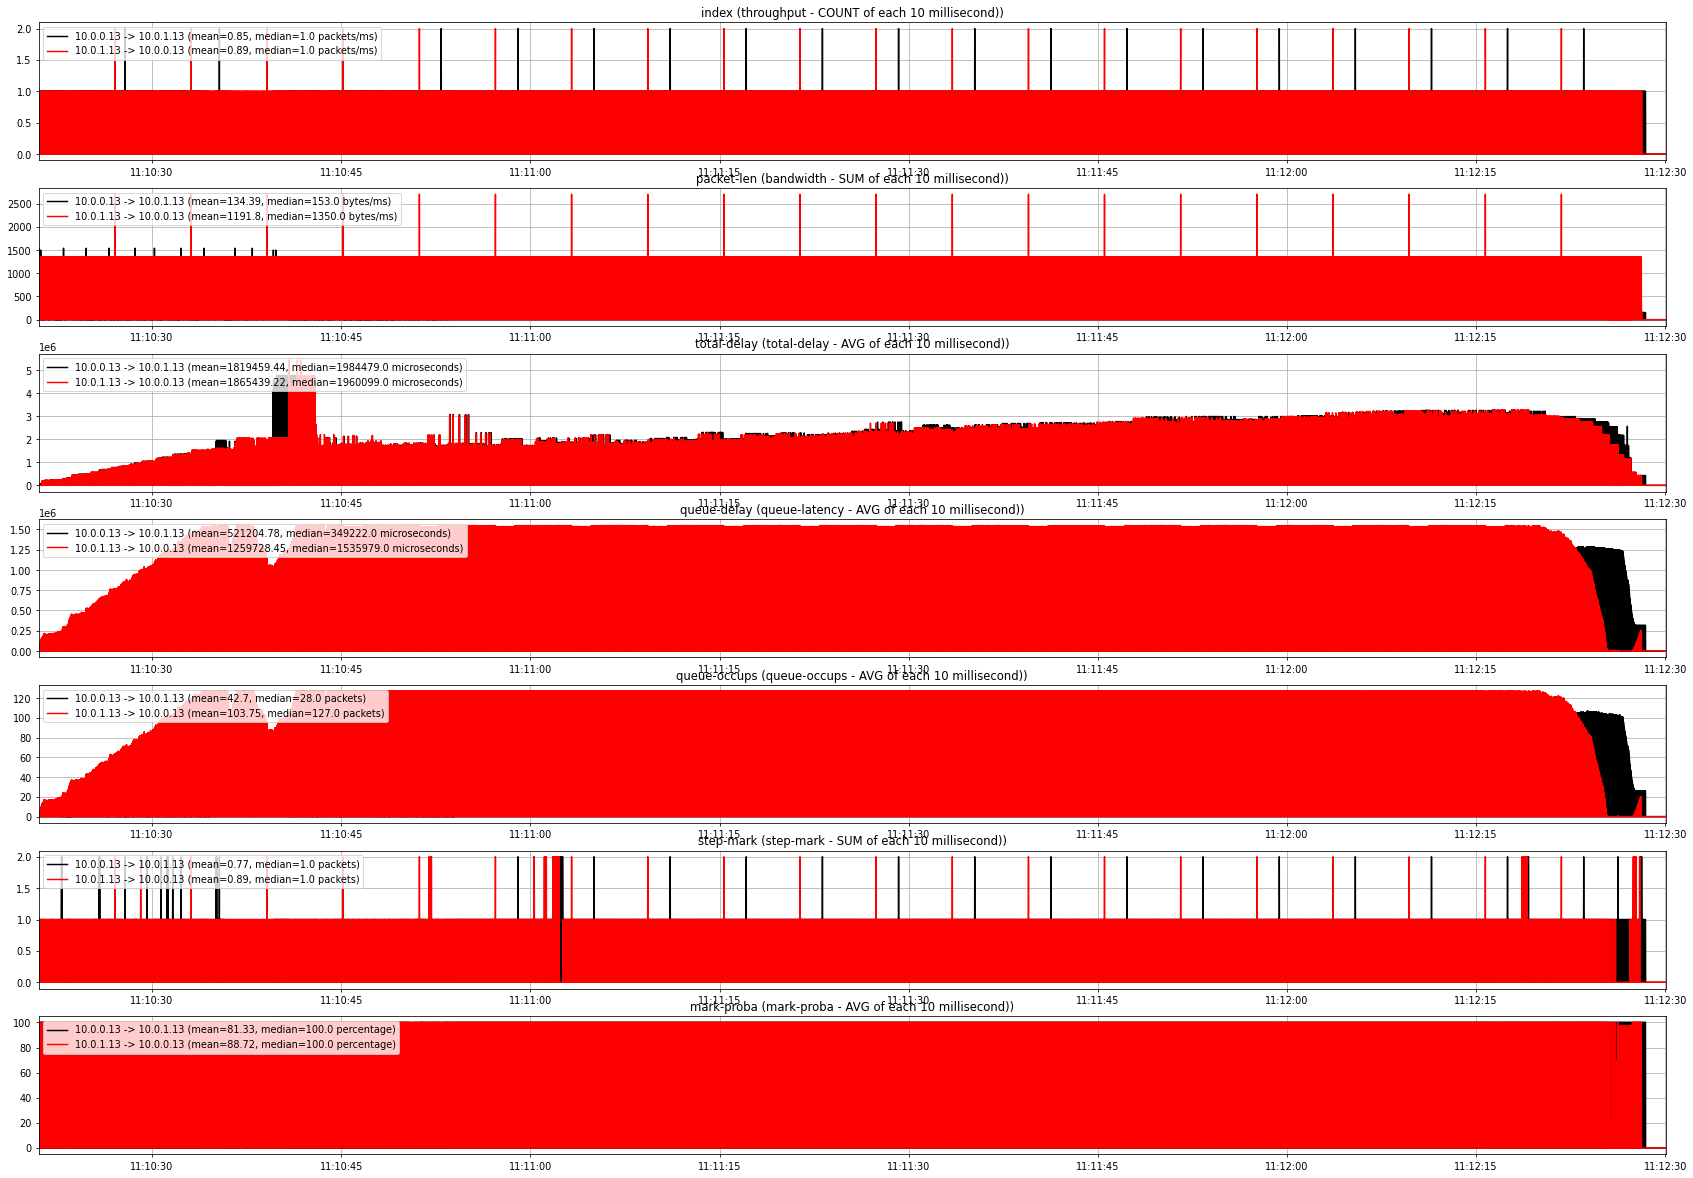 index (throughput - COUNT of each 10 millisecond))
2.0
1.5
1.0
0.5
0.0
10.0.0.13 -> 10.0.1.13 (mean=0.85, median=1.0 packets/ms)
10.0.1.13 -> 10.0.0.13 (mean=0.89, median=1.0 packets/ms)
11:10:30 11:10:45 11:11:00 11:11:15 11:11:30 11:11:45 11:12:00 11:12:15 11:12:30
packet-len (bandwidth - SUM of each 10 millisecond))
2500
2000
1500
1000
500
0
10.0.0.13 -> 10.0.1.13 (mean=134.39, median=153.0 bytes/ms)
10.0.1.13 -> 10.0.0.13 (mean=1191.8, median=1350.0 bytes/ms)
11:10:30 11:10:45 11:11:00 11:11:15 11:11:30 11:11:45 11:12:00 11:12:15 11:12:30
total-delay (total-delay - AVG of each 10 millisecond))
1e6
5
4
3
2
1
0
10.0.0.13 -> 10.0.1.13 (mean=1819459.44, median=1984479.0 microseconds)
10.0.1.13 -> 10.0.0.13 (mean=1865439.22, median=1960099.0 microseconds)
11:10:30 11:10:45 11:11:00 11:11:15 11:11:30 11:11:45 11:12:00 11:12:15 11:12:30
queue-delay (queue-latency - AVG of each 10 millisecond))
1e6
1.50
1.25
1.00
0.75
0.50
0.25
0.00
10.0.0.13 -> 10.0.1.13 (mean=521204.78, median=349222.0 microseconds)
10.0.1.13 -> 10.0.0.13 (mean=1259728.45, median=1535979.0 microseconds)
11:10:30 11:10:45 11:11:00 11:11:15 11:11:30 11:11:45 11:12:00 11:12:15 11:12:30
queue-occups (queue-occups - AVG of each 10 millisecond))
120
100
80
60
40
20
0
10.0.0.13 -> 10.0.1.13 (mean=42.7, median=28.0 packets)
10.0.1.13 -> 10.0.0.13 (mean=103.75, median=127.0 packets)
11:10:30 11:10:45 11:11:00 11:11:15 11:11:30 11:11:45 11:12:00 11:12:15 11:12:30
step-mark (step-mark - SUM of each 10 millisecond))
2.0
1.5
1.0
0.5
0.0
10.0.0.13 -> 10.0.1.13 (mean=0.77, median=1.0 packets)
10.0.1.13 -> 10.0.0.13 (mean=0.89, median=1.0 packets)
11:10:30 11:10:45 11:11:00 11:11:15 11:11:30 11:11:45 11:12:00 11:12:15 11:12:30
mark-proba (mark-proba - AVG of each 10 millisecond))
100
80
60
40
20
0
10.0.0.13 -> 10.0.1.13 (mean=81.33, median=100.0 percentage)
10.0.1.13 -> 10.0.0.13 (mean=88.72, median=100.0 percentage)
11:10:30 11:10:45 11:11:00 11:11:15 11:11:30 11:11:45 11:12:00 11:12:15 11:12:30